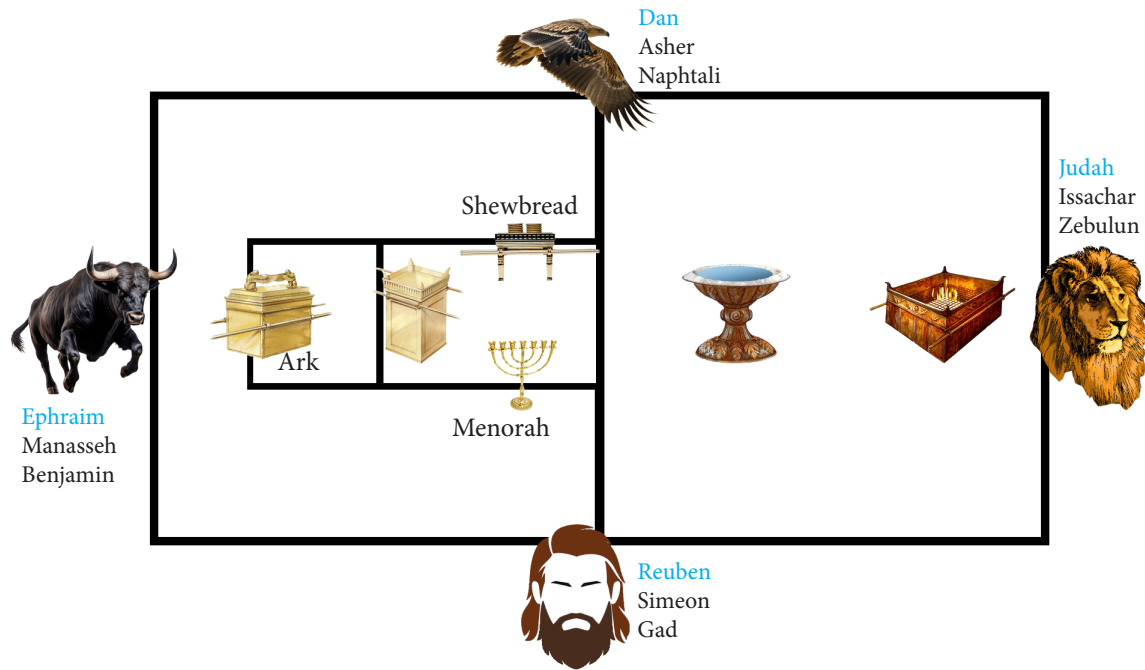 Dan
Asher
Naphtali
Judah
Issachar
Zebulun
Shewbread
Ark
Menorah
Ephraim
Manasseh
Benjamin
Reuben
Simeon
Gad